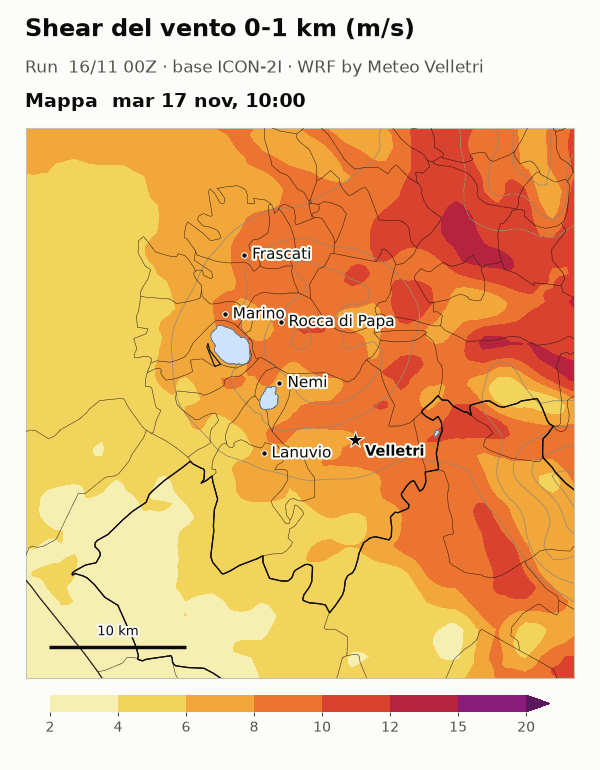 Shear del vento 0-1 km (m/s)
Run  16/11 00Z · base ICON-2I · WRF by Meteo Velletri
Mappa  mar 17 nov, 10:00
Frascati
Marino
Rocca di Papa
Nemi
Velletri
Lanuvio
10 km
2 4 6 8 10 12 15 20